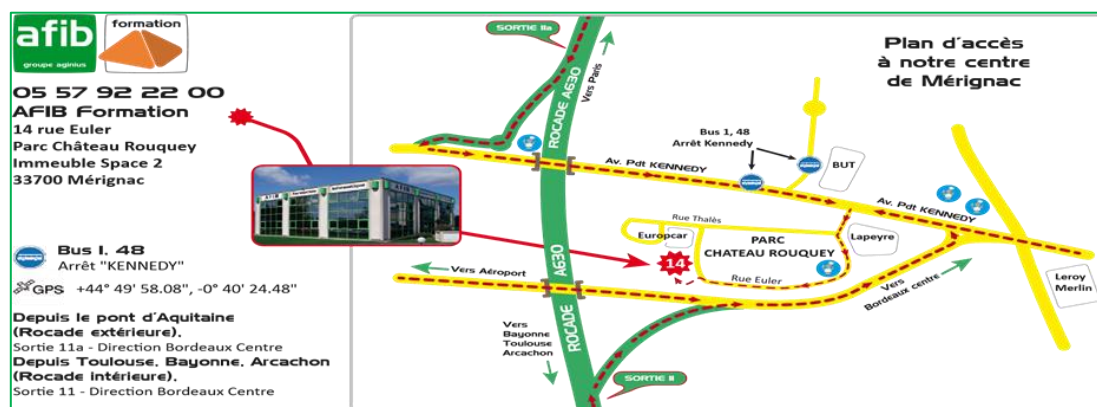 afib
groupe aginius
formation
05 57 92 22 00
AFIB Formation
14 rue Euler
Parc Château Rouquey
Immeuble Space 2
33700 Mérignac
Bus 1. 48
Arrêt "KENNEDY"
GPS +44° 49' 58.08", -0° 40' 24.48"
Depuis le pont d'Aquitaine
(Rocade extérieure).
Sortie 11a - Direction Bordeaux Centre
Depuis Toulouse. Bayonne. Arcachon
(Rocade intérieure).
Sortie 11 - Direction Bordeaux Centre
Plan d'accès
à notre centre
de Mérignac
SORTIE 11a
ROCADE A630
Vers Paris
Bus 1, 48
Arrêt Kennedy
BUT
Av. Pdt KENNEDY
Av. Pdt KENNEDY
AFIB
AFIB
Rue Thalès
Europcar
PARC
CHATEAU ROUQUEY
Lapeyre
14
Rue Euler
Leroy
Merlin
Vers Aéroport
ROCADE A630
Vers
Bordeaux centre
Vers
Bayonne
Toulouse
Arcachon
SORTIE 11